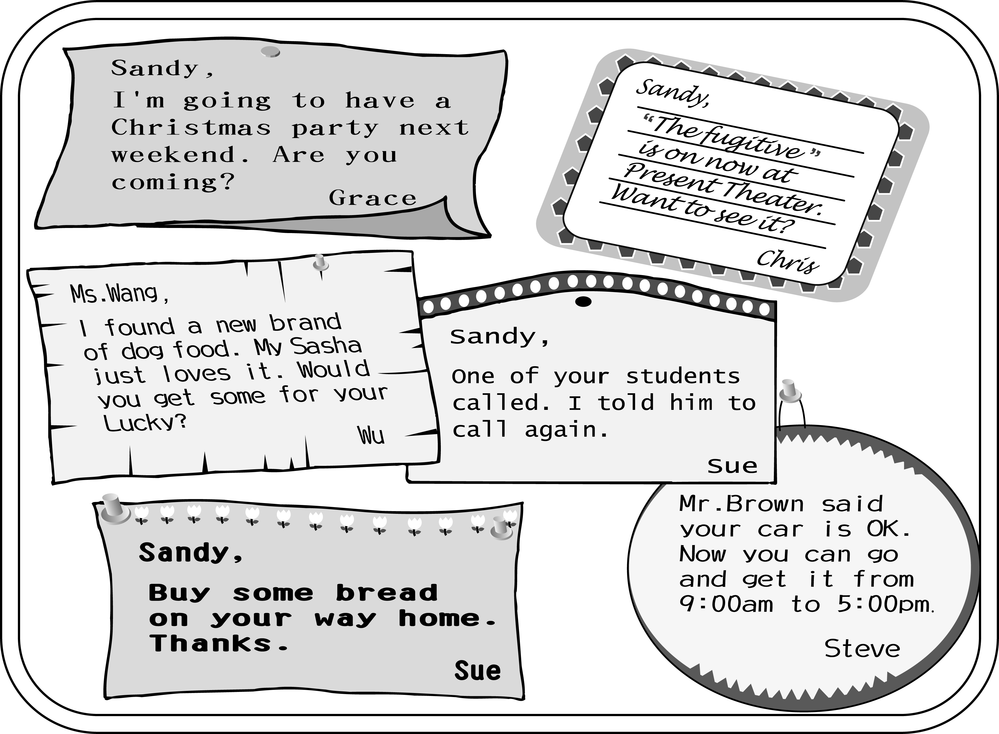 Sandy,
I'm going to have a
Christmas party next
weekend. Are you
coming?
Grace
Sandy,
“The fugitive”
is on now at
Present Theater.
Want to see it?
Chris
Ms.Wang,
I found a new brand
of dog food. My Sasha
just loves it. Would
you get some for your
Lucky?
Wu
Sandy,
One of your students
called. I told him to
call again.
Sue
Sandy,
Buy some bread
on your way home.
Thanks.
Sue
Mr.Brown said
your car is OK.
Now you can go
and get it from
9:00am to 5:00pm.
Steve